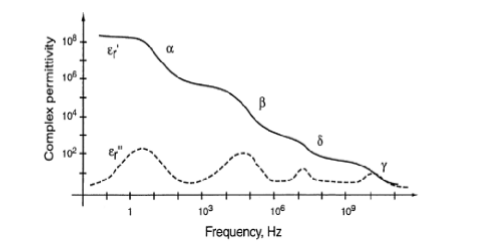 Complex permittivity
10⁸
10⁶
10⁴
10²
εᵣ'
εᵣ"
α
β
δ
γ
1
10³
10⁶
10⁹
Frequency, Hz